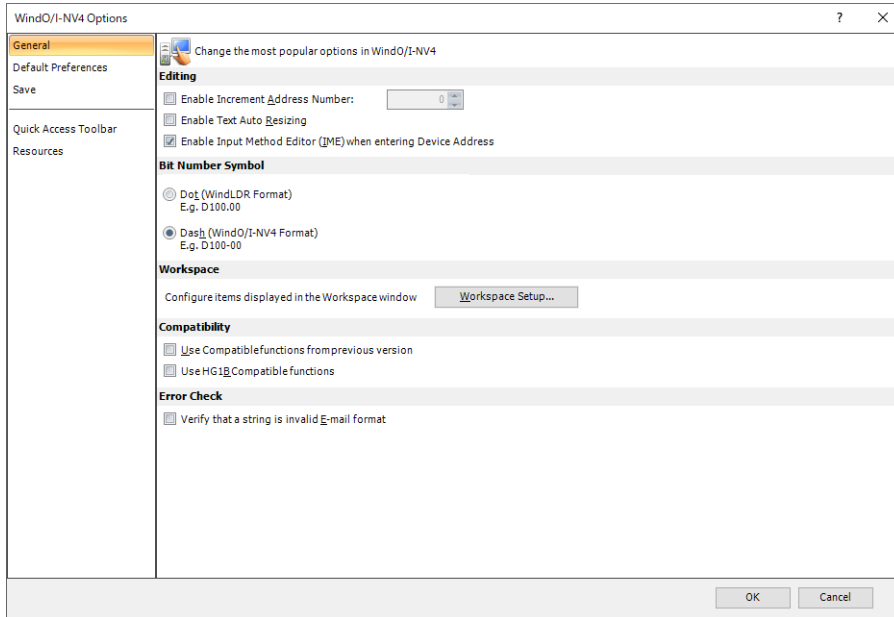 WindO/I-NV4 Options
?
General
Default Preferences
Save
Quick Access Toolbar
Resources
Change the most popular options in WindO/I-NV4
Editing
Enable Increment Address Number: 0
Enable Text Auto Resizing
Enable Input Method Editor (IME) when entering Device Address
Bit Number Symbol
Dot (WindLDR Format)
E.g. D100.00
Dash (WindO/I-NV4 Format)
E.g. D100-00
Workspace
Configure items displayed in the Workspace window Workspace Setup...
Compatibility
Use Compatible functions from previous version
Use HG1B Compatible functions
Error Check
Verify that a string is invalid E-mail format
OK Cancel